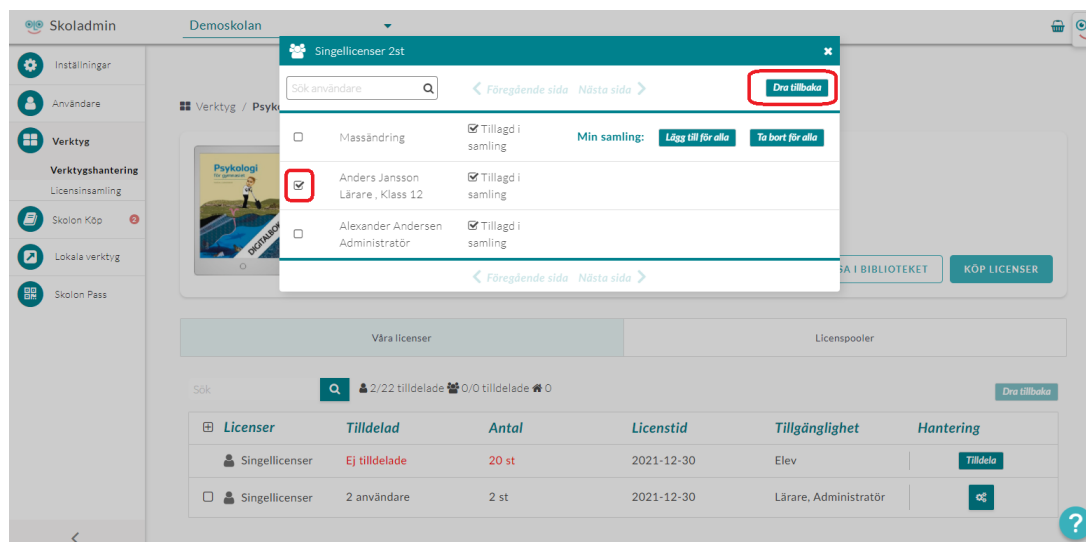 Skoladmin
Demoskolan
Singellicenser 2st
Inställningar
Sök användare
Föregående sida Nästa sida
Dra tillbaka
Användare
Verktyg / Psyk
Massändring
Tillagd i
samling
Min samling:
Lägg till för alla
Ta bort för alla
Verktyg
Verktygshantering
Licensinsamling
Psykologi
för gymnasiet
DIGITALBOK
Anders Jansson
Lärare , Klass 12
Tillagd i
samling
Skolon Köp
2
Alexander Andersen
Administratör
Tillagd i
samling
Lokala verktyg
Föregående sida Nästa sida
SA I BIBLIOTEKET
KÖP LICENSER
Skolon Pass
Våra licenser
Licenspooler
Sök
2/22 tilldelade 0/0 tilldelade 0
Dra tillbaka
Licenser Tilldelad Antal Licenstid Tillgänglighet Hantering
Singellicenser Ej tilldelade 20 st 2021-12-30 Elev Tilldela
Singellicenser 2 användare 2 st 2021-12-30 Lärare, Administratör
?